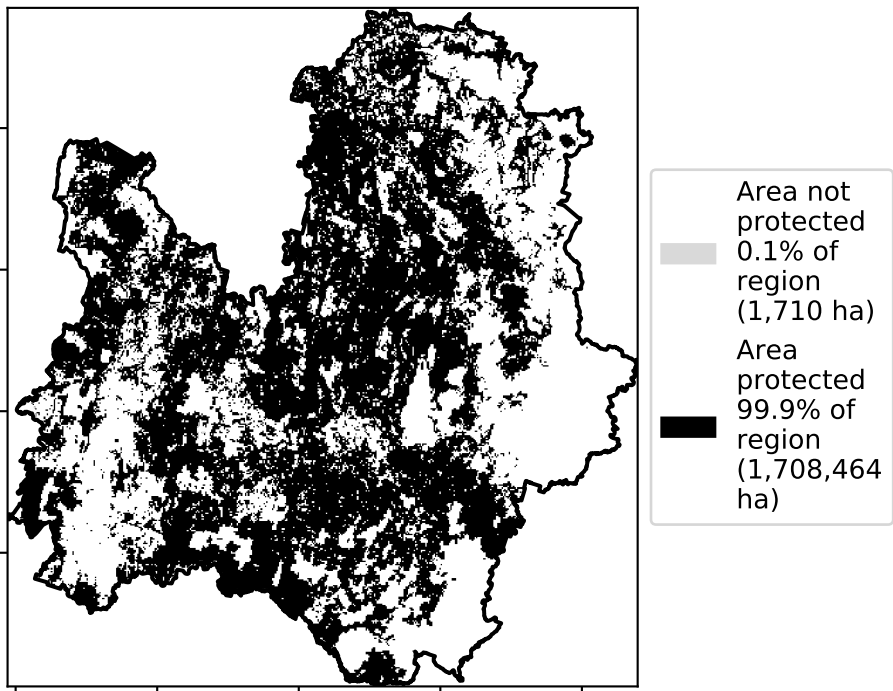 Area not
protected
0.1% of
region
(1,710 ha)
Area
protected
99.9% of
region
(1,708,464
ha)